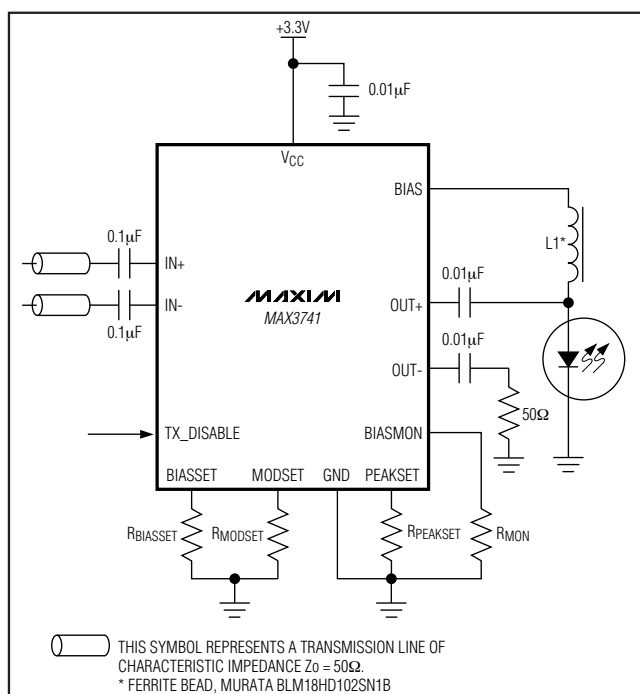 +3.3V
0.01μF
VCC
BIAS
L1*
0.1μF
IN+
0.01μF
OUT+
MAXIM
MAX3741
IN-
0.1μF
0.01μF
OUT-
50Ω
TX_DISABLE
BIASMON
BIASSET MODSET GND PEAKSET
RBIASSET RMODSET RPEAKSET RMON
THIS SYMBOL REPRESENTS A TRANSMISSION LINE OF
CHARACTERISTIC IMPEDANCE Zo = 50Ω.
* FERRITE BEAD, MURATA BLM18HD102SN1B